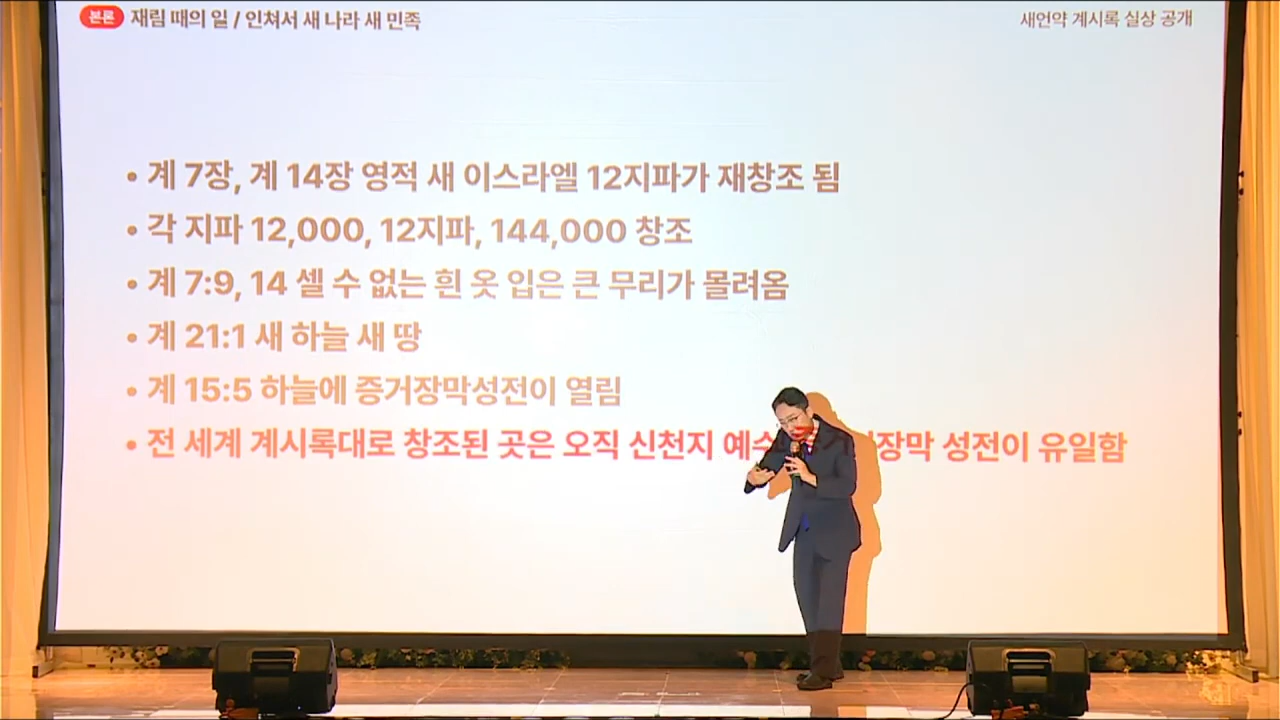 본론 재림 때의 일 / 인쳐서 새 나라 새 민족
새언약 계시록 실상 공개
• 계 7장, 계 14장 영적 새 이스라엘 12지파가 재창조 됨
• 각 지파 12,000, 12지파, 144,000 창조
• 계 7:9, 14 셀 수 없는 흰 옷 입은 큰 무리가 몰려옴
• 계 21:1 새 하늘 새 땅
• 계 15:5 하늘에 증거장막성전이 열림
• 전 세계 계시록대로 창조된 곳은 오직 신천지 성전이 유일함